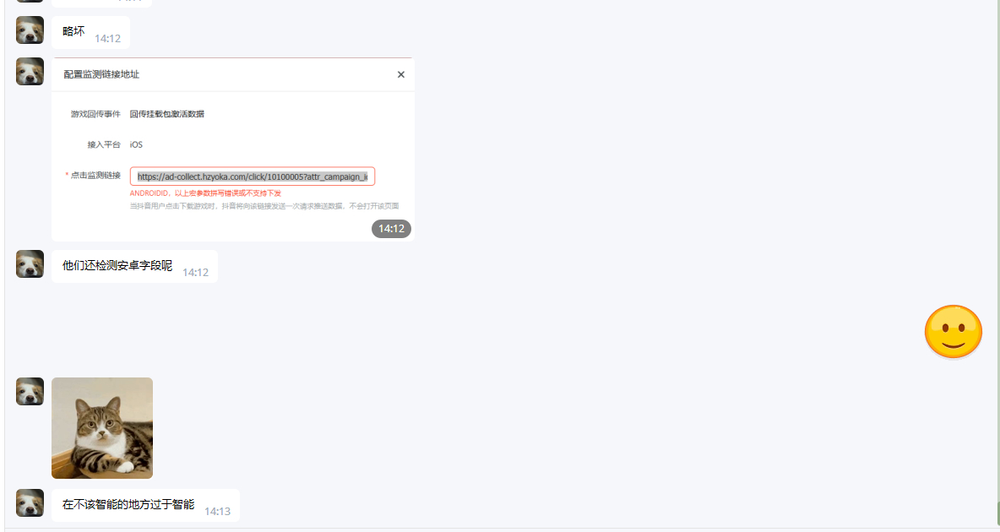 略坏
14:12
配置监测链接地址
×
游戏回传事件 回传挂载包激活数据
接入平台 iOS
* 点击监测链接 https://ad-collect.hzyoka.com/click/10100005?attr_campaign_i
ANDROIDID，以上宏参数拼写错误或不支持下发
当抖音用户点击下载游戏时，抖音将向该链接发送一次请求推送数据，不会打开该页面
14:12
他们还检测安卓字段呢
14:12
在不该智能的地方过于智能
14:13